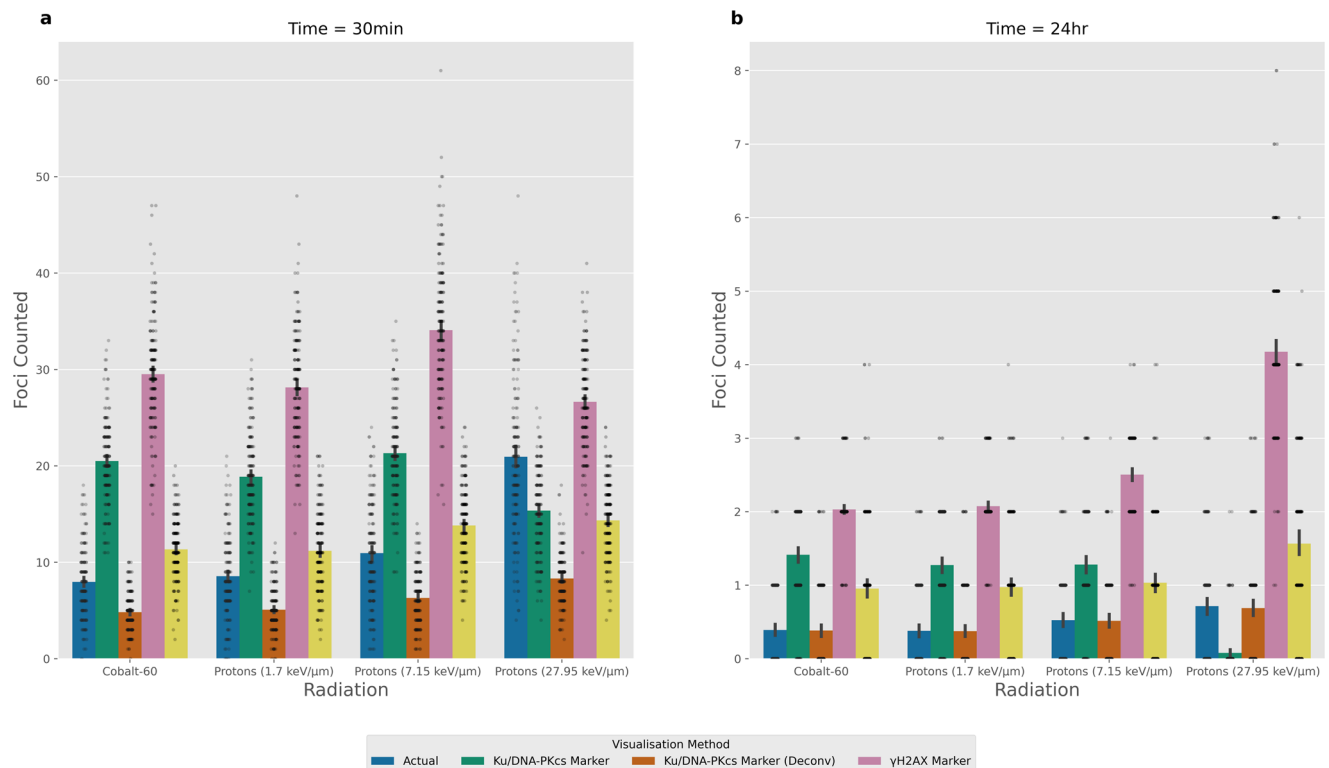 a
Time = 30min
Foci Counted
60
50
40
30
20
10
0
Cobalt-60 Protons (1.7 keV/μm) Protons (7.15 keV/μm) Protons (27.95 keV/μm)
Radiation
b
Time = 24hr
Foci Counted
8
7
6
5
4
3
2
1
0
Cobalt-60 Protons (1.7 keV/μm) Protons (7.15 keV/μm) Protons (27.95 keV/μm)
Radiation
Visualisation Method
Actual Ku/DNA-PKcs Marker Ku/DNA-PKcs Marker (Deconv) γH2AX Marker